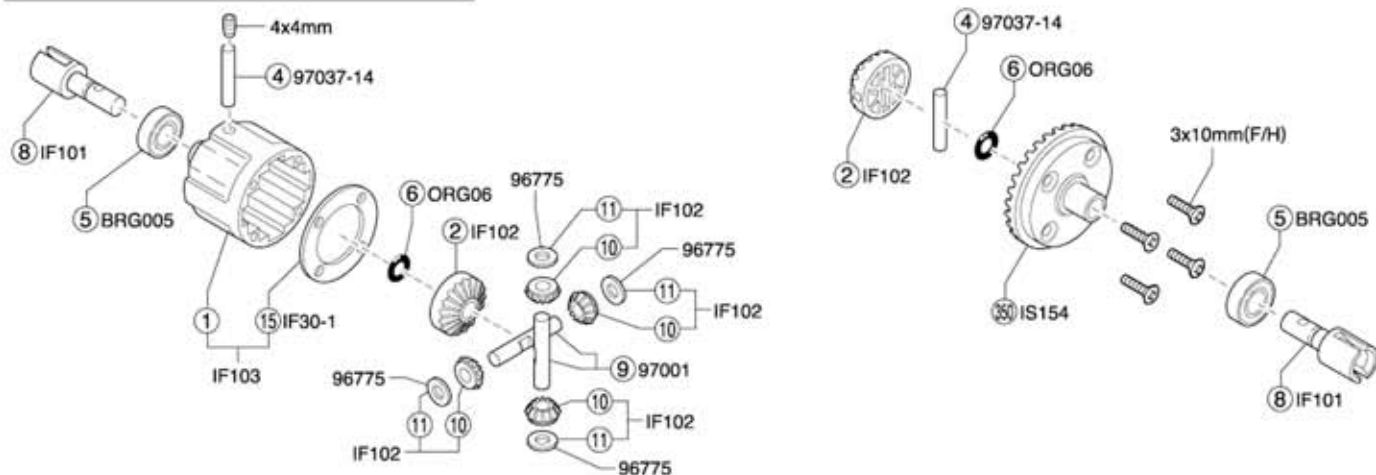 4x4mm
④ 97037-14
⑧ IF101
⑤ BRG005
⑥ ORG06
② IF102
①
⑮ IF30-1
IF103
96775
⑪
IF102
⑩
96775
⑪
IF102
⑩
⑨ 97001
96775
⑪
⑩
IF102
⑩
IF102
⑪
96775
④ 97037-14
⑥ ORG06
② IF102
3x10mm(F/H)
⑤ BRG005
350 IS154
⑧ IF101